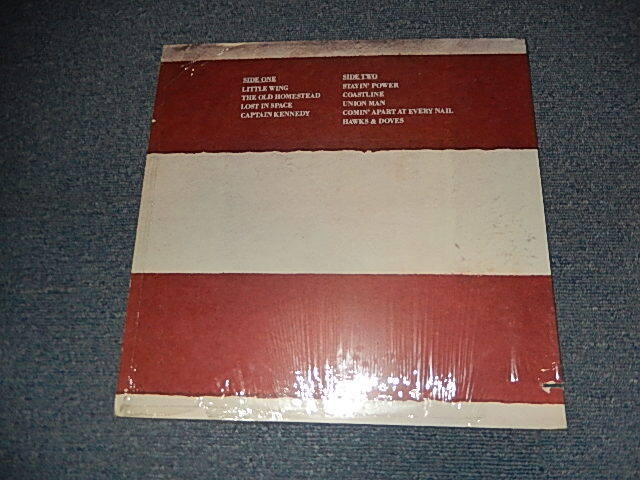 SIDE ONE
LITTLE WING
THE OLD HOMESTEAD
LOST IN SPACE
CAPTAIN KENNEDY
SIDE TWO
STAYIN' POWER
COASTLINE
UNION MAN
COMIN' APART AT EVERY NAIL
HAWKS & DOVES